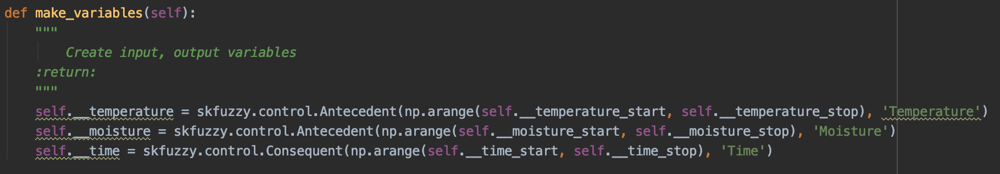 def make_variables(self):
"""
Create input, output variables
:return:
"""
self.__temperature = skfuzzy.control.Antecedent(np.arange(self.__temperature_start, self.__temperature_stop), 'Temperature')
self.__moisture = skfuzzy.control.Antecedent(np.arange(self.__moisture_start, self.__moisture_stop), 'Moisture')
self.__time = skfuzzy.control.Consequent(np.arange(self.__time_start, self.__time_stop), 'Time')